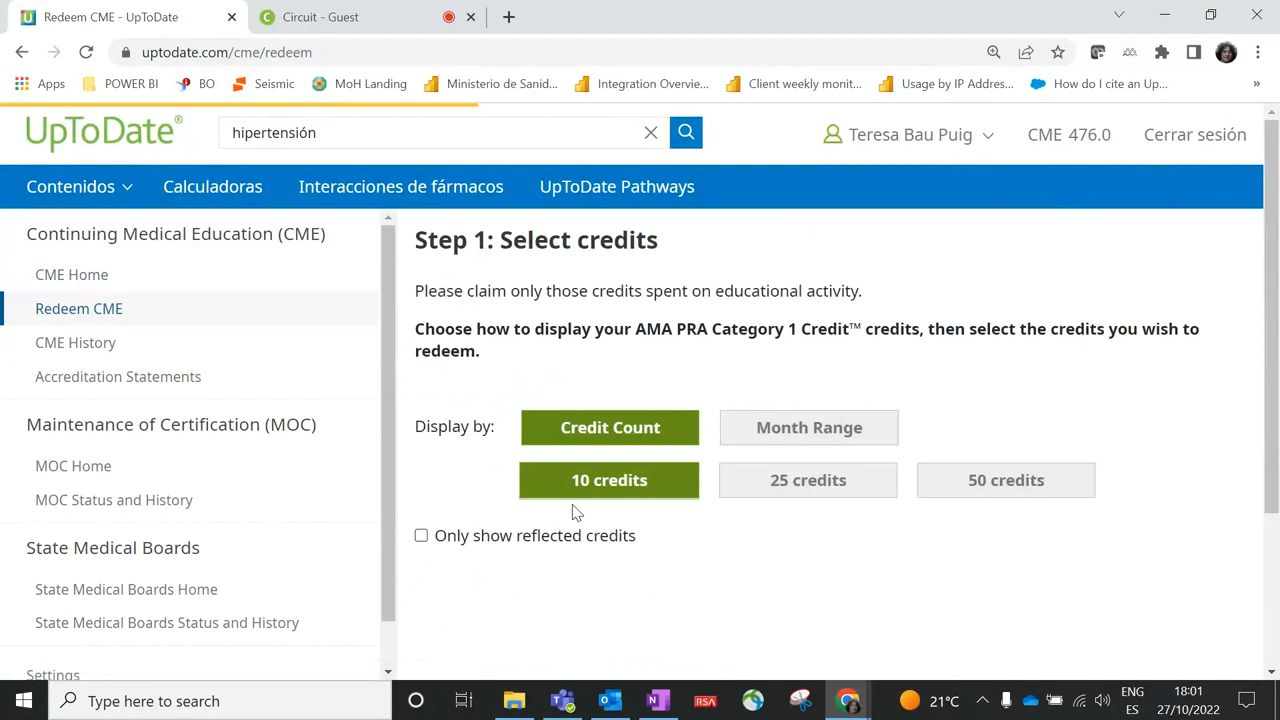 Redeem CME - UpToDate
Circuit - Guest
uptodate.com/cme/redeem
Apps POWER BI BO Seismic MoH Landing Ministerio de Sanid... Integration Overvie... Client weekly monit... Usage by IP Addres... How do I cite an Up... »
UpToDate®
hipertensión
Teresa Bau Puig
CME 476.0
Cerrar sesión
Contenidos Calculadoras Interacciones de fármacos UpToDate Pathways
Continuing Medical Education (CME)
CME Home
Redeem CME
CME History
Accreditation Statements
Maintenance of Certification (MOC)
MOC Home
MOC Status and History
State Medical Boards
State Medical Boards Home
State Medical Boards Status and History
Settings
Step 1: Select credits
Please claim only those credits spent on educational activity.
Choose how to display your AMA PRA Category 1 Credit™ credits, then select the credits you wish to
redeem.
Display by: Credit Count Month Range
10 credits 25 credits 50 credits
Only show reflected credits
Type here to search
RSA
21°C
ENG
ES
18:01
27/10/2022